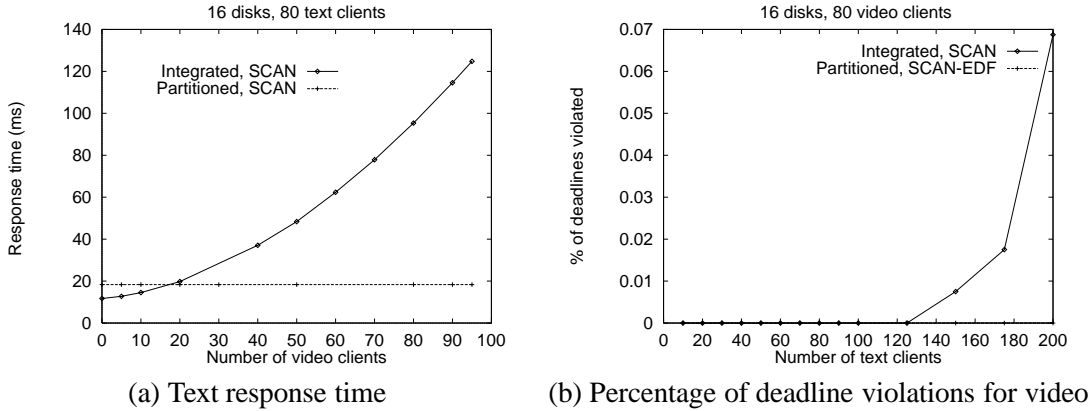 16 disks, 80 text clients
140
120
100
80
60
40
20
0
Response time (ms)
Integrated, SCAN
Partitioned, SCAN
0 10 20 30 40 50 60 70 80 90 100
Number of video clients
(a) Text response time
16 disks, 80 video clients
0.07
0.06
0.05
0.04
0.03
0.02
0.01
0
% of deadlines violated
Integrated, SCAN
Partitioned, SCAN-EDF
0 20 40 60 80 100 120 140 160 180 200
Number of text clients
(b) Percentage of deadline violations for video